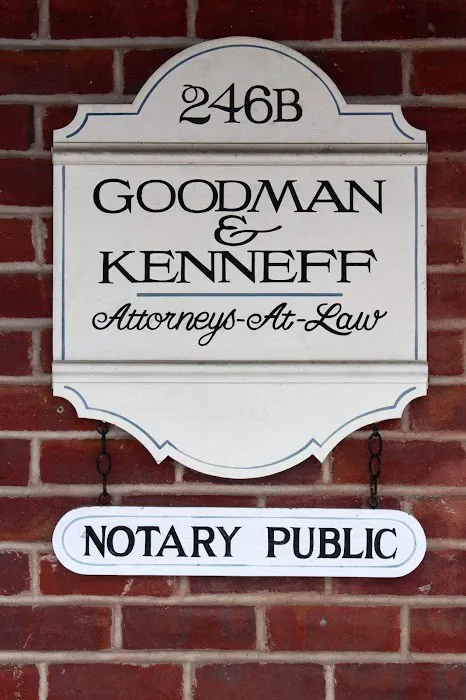 246B
GOODMAN
&
KENNEFF
Attorneys-At-Law
NOTARY PUBLIC